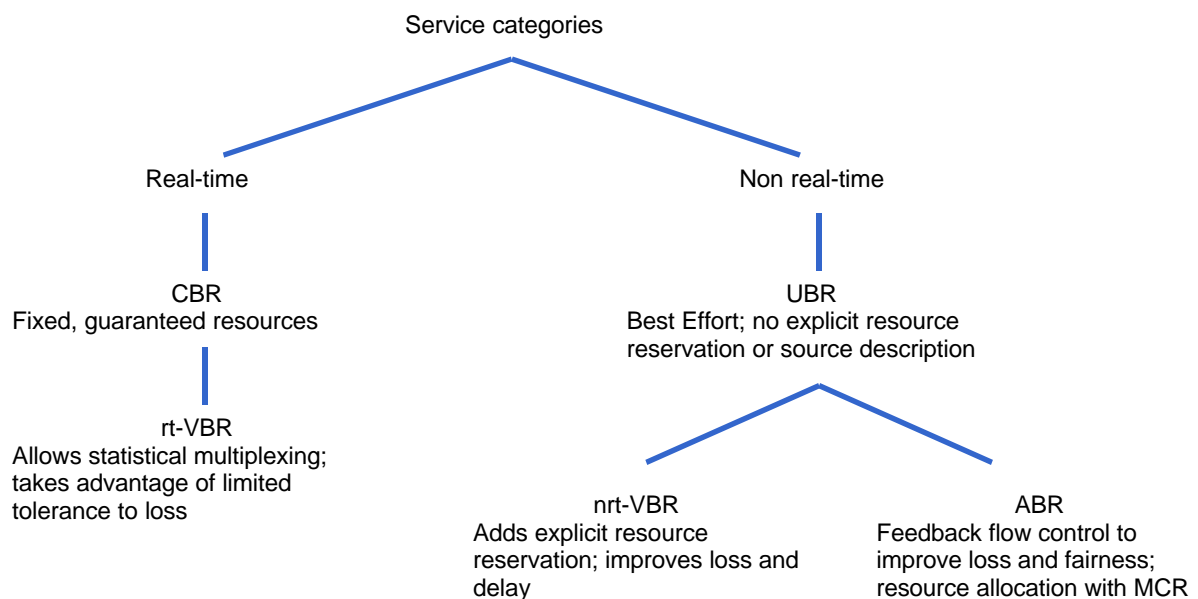 Service categories
Real-time
Non real-time
CBR
Fixed, guaranteed resources
UBR
Best Effort; no explicit resource
reservation or source description
rt-VBR
Allows statistical multiplexing;
takes advantage of limited
tolerance to loss
nrt-VBR
Adds explicit resource
reservation; improves loss and
delay
ABR
Feedback flow control to
improve loss and fairness;
resource allocation with MCR